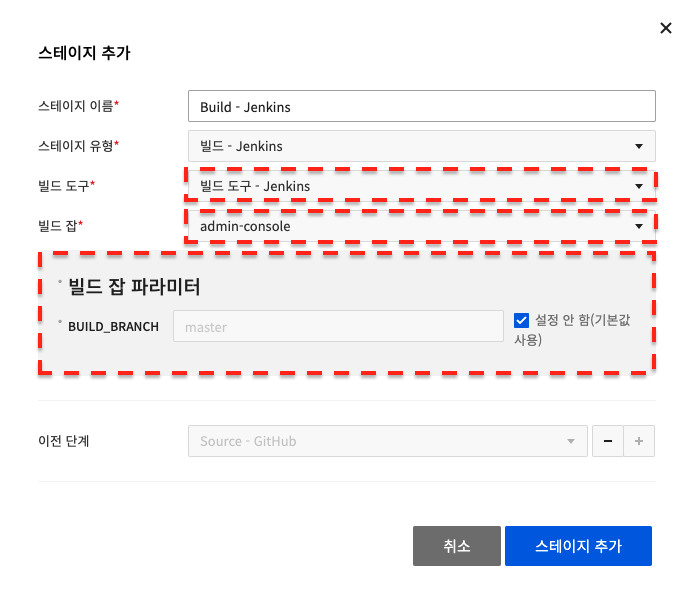 스테이지 추가
스테이지 이름* Build - Jenkins
스테이지 유형* 빌드 - Jenkins
빌드 도구* 빌드 도구 - Jenkins
빌드 잡* admin-console
* 빌드 잡 파라미터
* BUILD_BRANCH master 설정 안 함(기본값
사용)
이전 단계 Source - GitHub
취소 스테이지 추가